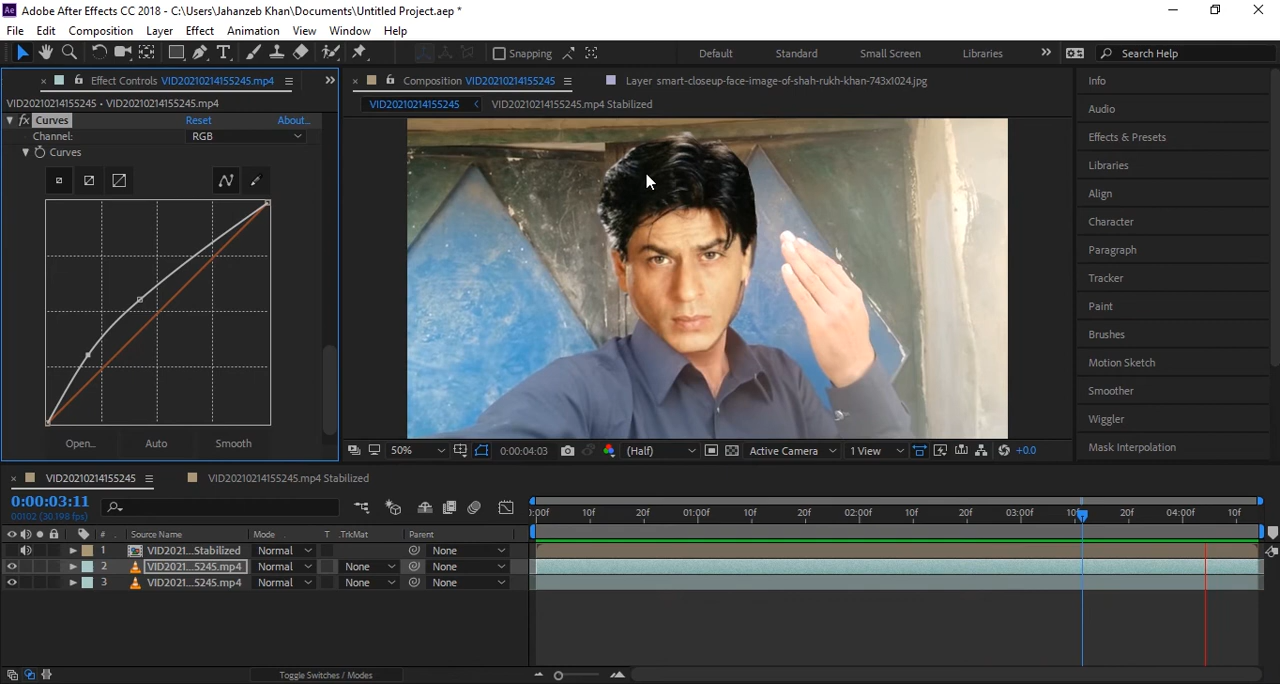 Adobe After Effects CC 2018 - C:\Users\Jahanzeb Khan\Documents\Untitled Project.aep *
File Edit Composition Layer Effect Animation View Window Help
Snapping Default Standard Small Screen Libraries Search Help
Effect Controls VID20210214155245.mp4
VID20210214155245 • VID20210214155245.mp4
fx Curves Reset About...
Channel: RGB
Curves
Open... Auto Smooth
Composition VID20210214155245
Layer smart-closeup-face-image-of-shah-rukh-khan-743x1024.jpg
VID20210214155245 VID20210214155245.mp4 Stabilized
50% 0:00:04:03 (Half) Active Camera 1 View +0.0
Info
Audio
Effects & Presets
Libraries
Align
Character
Paragraph
Tracker
Paint
Brushes
Motion Sketch
Smoother
Wiggler
Mask Interpolation
VID20210214155245 VID20210214155245.mp4 Stabilized
0:00:03:11
00102 (30.198 fps)
):00f 10f 20f 01:00f 10f 20f 02:00f 10f 20f 03:00f 10f 20f 04:00f 10f
# Source Name Mode T .TrkMat Parent
1 VID2021...Stabilized Normal None
2 VID2021...5245.mp4 Normal None None
3 VID2021...5245.mp4 Normal None None
Toggle Switches / Modes